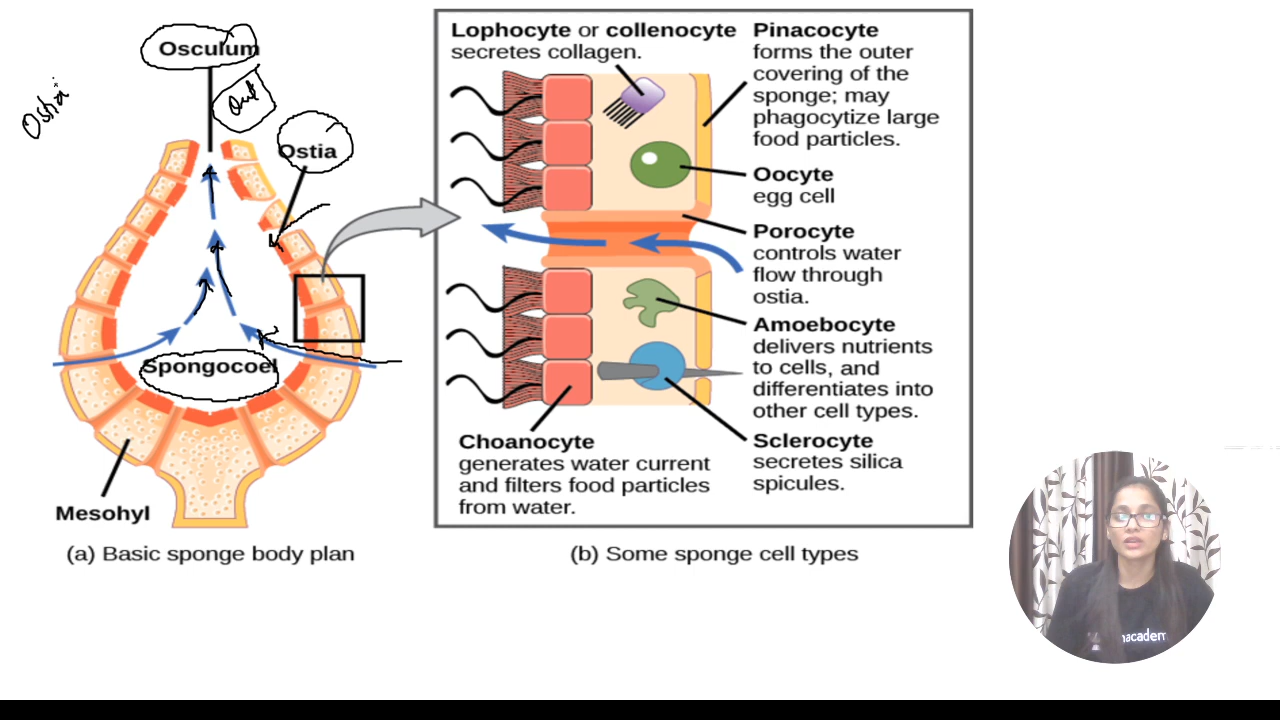 Osculum
Ostia
Out
Ostia
Spongocoel
Mesohyl
(a) Basic sponge body plan
Lophocyte or collenocyte
secretes collagen.
Pinacocyte
forms the outer
covering of the
sponge; may
phagocytize large
food particles.
Oocyte
egg cell
Porocyte
controls water
flow through
ostia.
Amoebocyte
delivers nutrients
to cells, and
differentiates into
other cell types.
Sclerocyte
secretes silica
spicules.
Choanocyte
generates water current
and filters food particles
from water.
(b) Some sponge cell types